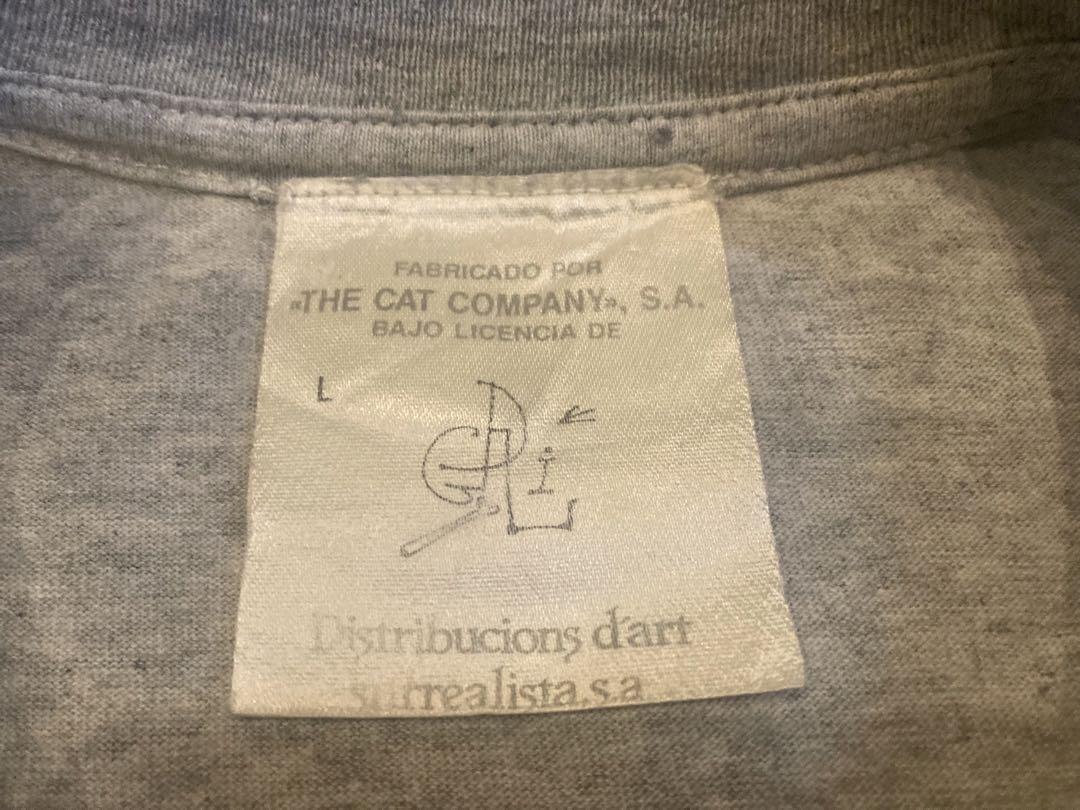 FABRICADO POR
«THE CAT COMPANY», S.A.
BAJO LICENCIA DE
L
Distribucions d'art
surrealista, s.a